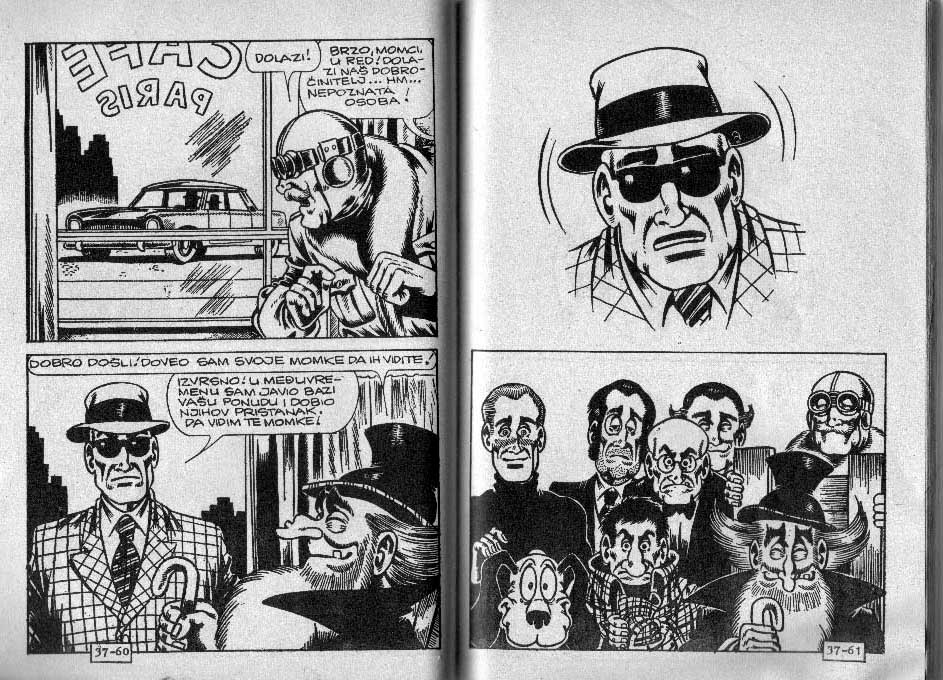 CAFE
PARIS
DOLAZI!
BRZO, MOMCI,
U RED! DOLA-
ZI NAŠ DOBRO-
ČINITELJ... HM...
NEPOZNATA
OSOBA!
DOBRO DOŠLI! DOVEO SAM SVOJE MOMKE DA IH VIDITE!
IZVRSNO! U MEĐUVRE-
MENU SAM JAVIO BAZI
VAŠU PONUDU I DOBIO
NJIHOV PRISTANAK.
DA VIDIM TE MOMKE!
37-60
37-61